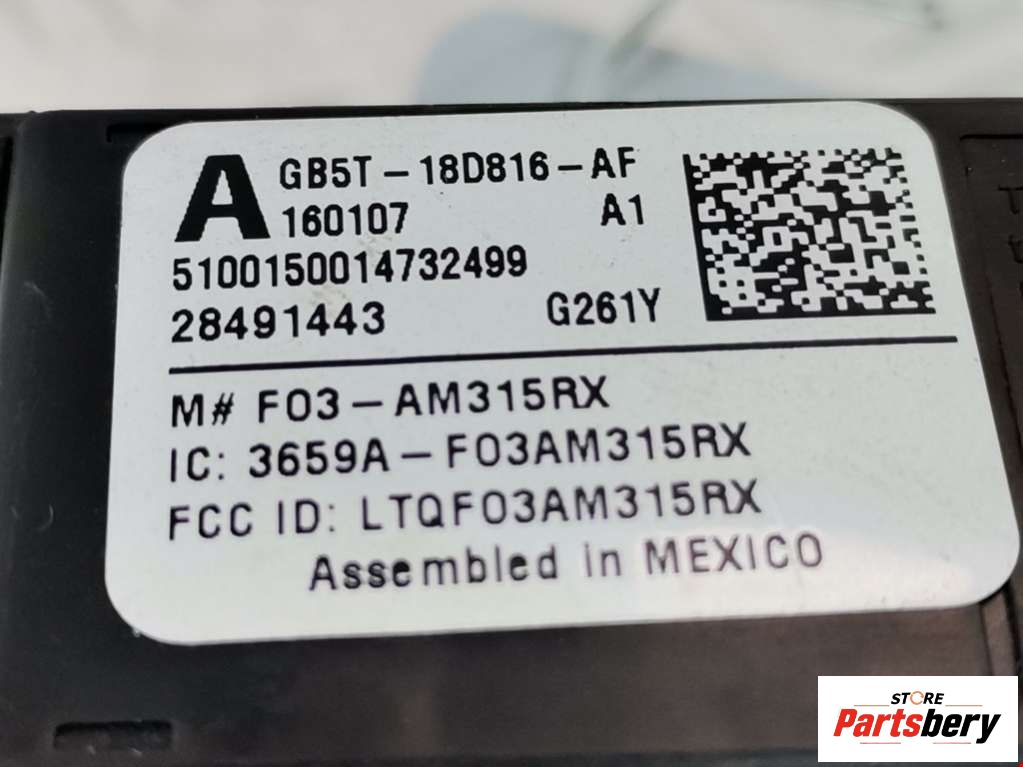 A GB5T-18D816-AF
160107 A1
5100150014732499
28491443 G261Y
M# F03-AM315RX
IC: 3659A-F03AM315RX
FCC ID: LTQF03AM315RX
Assembled in MEXICO
STORE
Partsbery